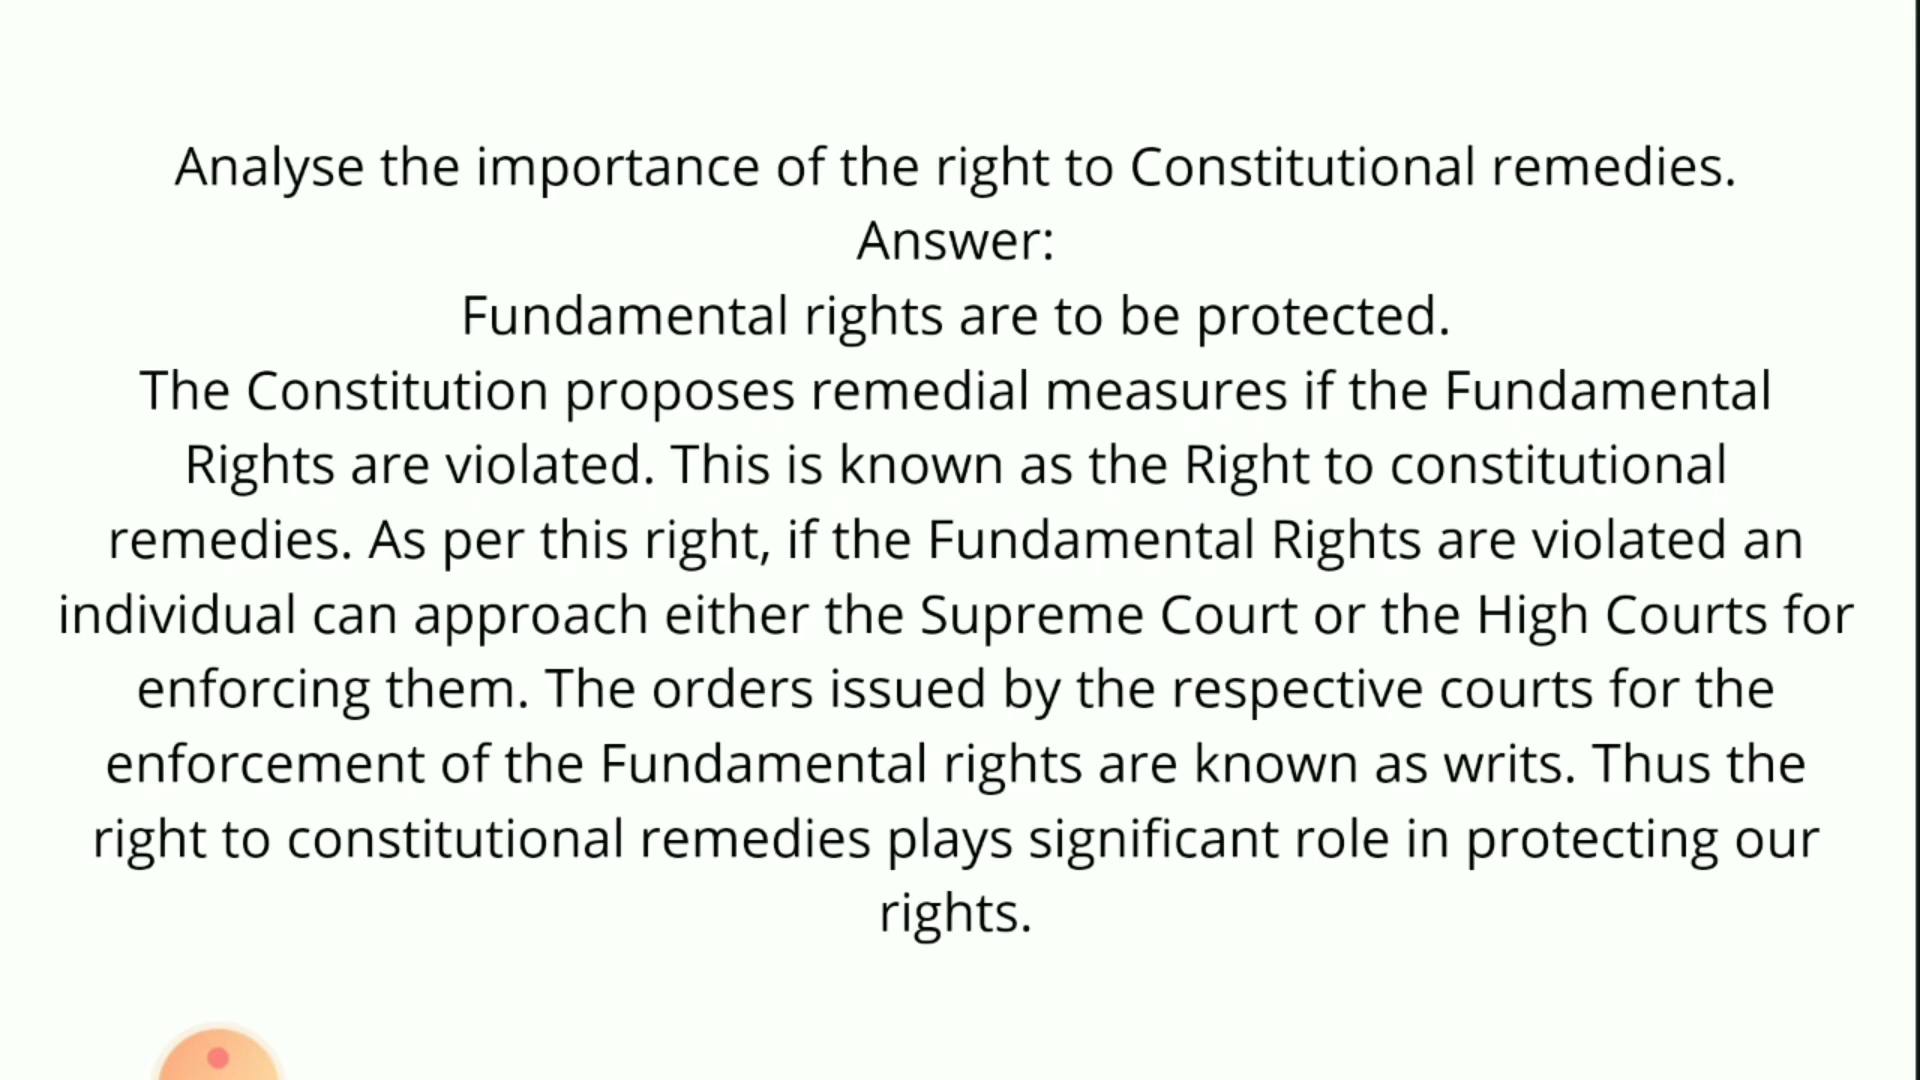 Analyse the importance of the right to Constitutional remedies.
Answer:
Fundamental rights are to be protected.
The Constitution proposes remedial measures if the Fundamental
Rights are violated. This is known as the Right to constitutional
remedies. As per this right, if the Fundamental Rights are violated an
individual can approach either the Supreme Court or the High Courts for
enforcing them. The orders issued by the respective courts for the
enforcement of the Fundamental rights are known as writs. Thus the
right to constitutional remedies plays significant role in protecting our
rights.